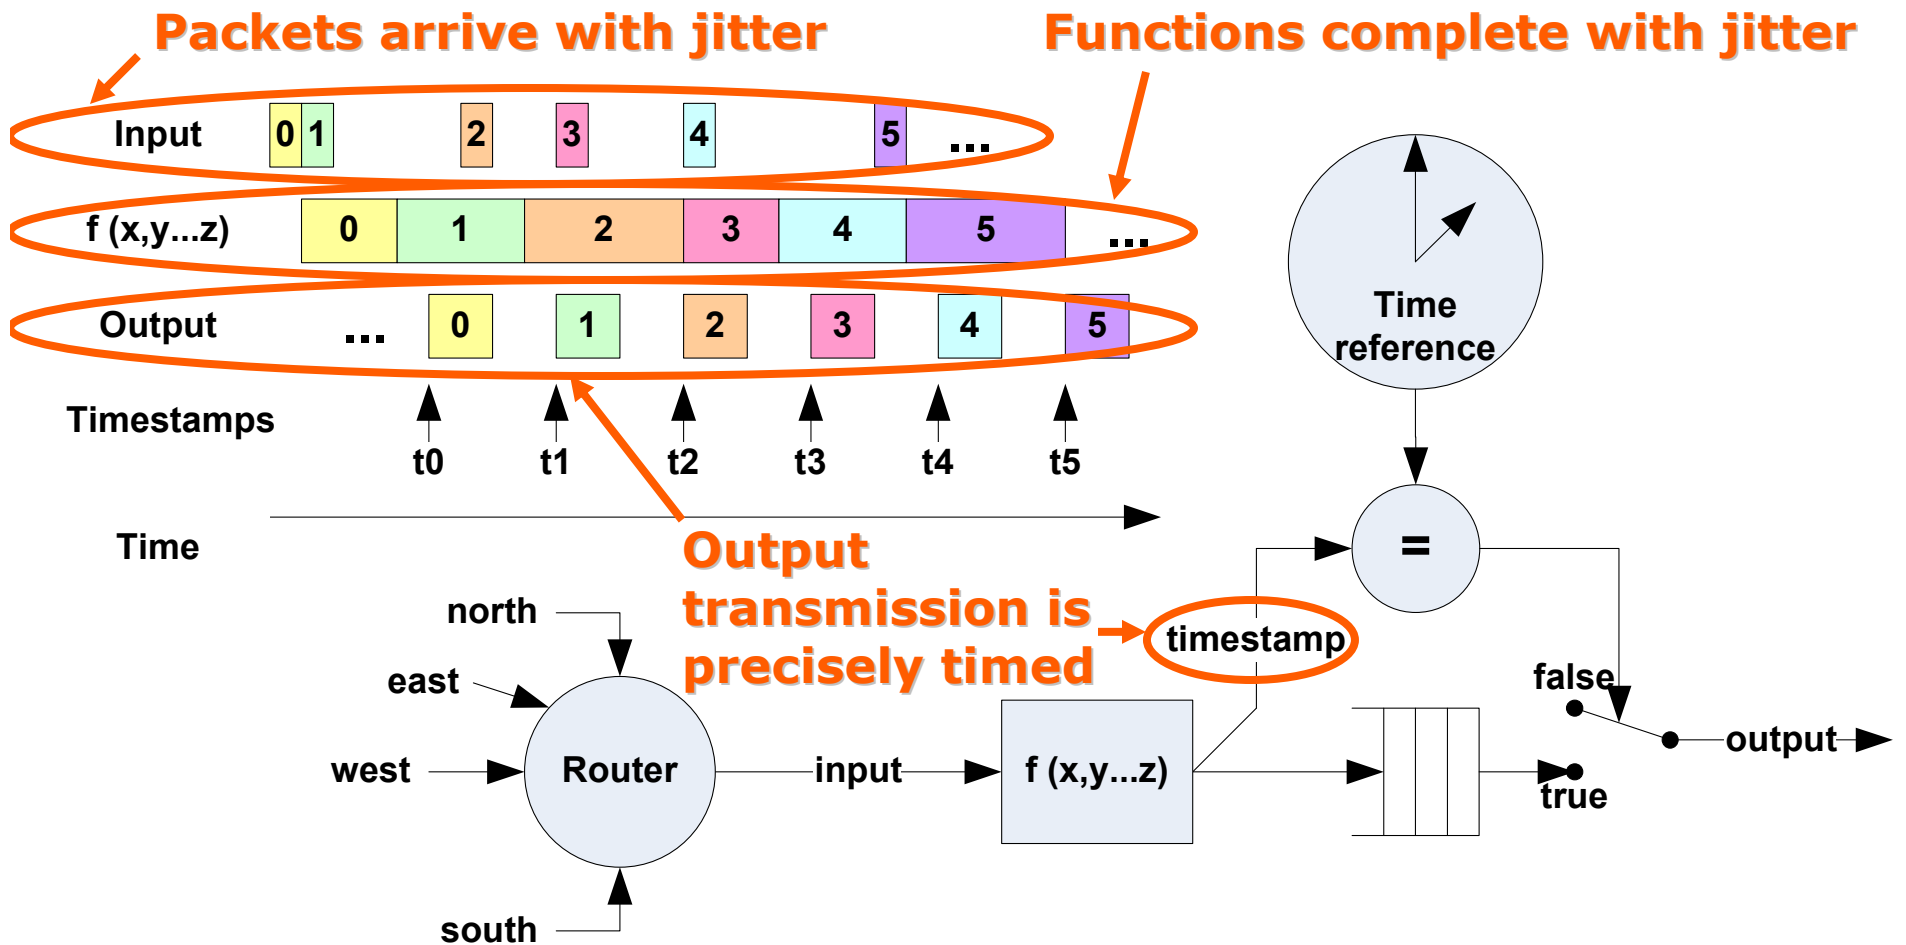 Packets arrive with jitter
Functions complete with jitter
Input 0 1 2 3 4 5 ...
f (x,y...z) 0 1 2 3 4 5 ...
Output ... 0 1 2 3 4 5
Timestamps
t0 t1 t2 t3 t4 t5
Time
Time
reference
=
Output
transmission is
precisely timed
timestamp
north
east
west
south
Router
input
f (x,y...z)
false
true
output